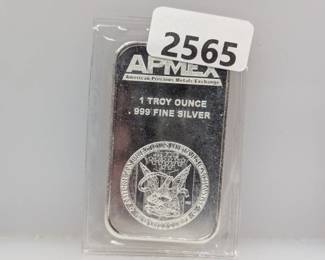 2565
APMEX
American Precious Metals Exchange
1 TROY OUNCE
.999 FINE SILVER